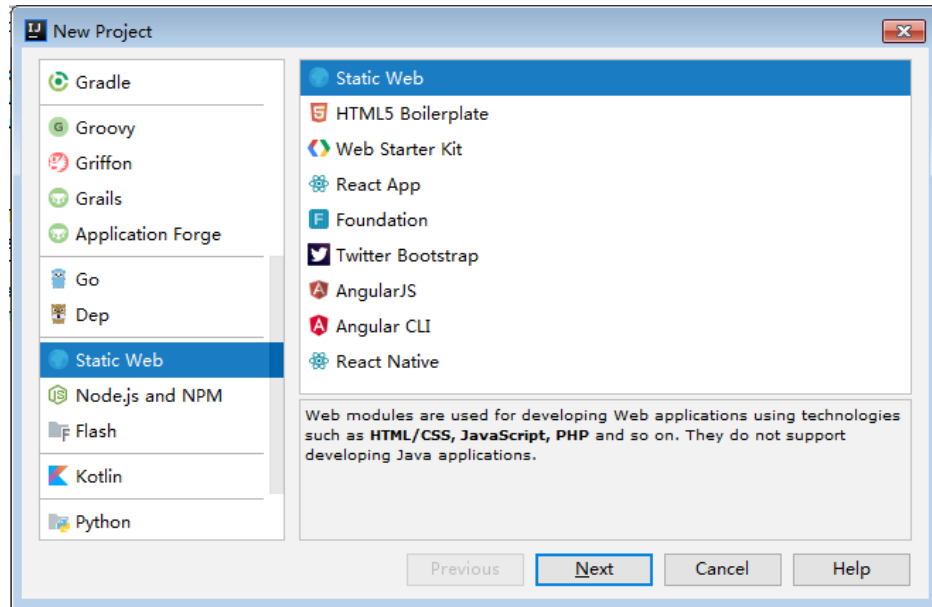 New Project
Gradle
Groovy
Griffon
Grails
Application Forge
Go
Dep
Static Web
Node.js and NPM
Flash
Kotlin
Python
Static Web
HTML5 Boilerplate
Web Starter Kit
React App
Foundation
Twitter Bootstrap
AngularJS
Angular CLI
React Native
Web modules are used for developing Web applications using technologies
such as HTML/CSS, JavaScript, PHP and so on. They do not support
developing Java applications.
Previous
Next
Cancel
Help